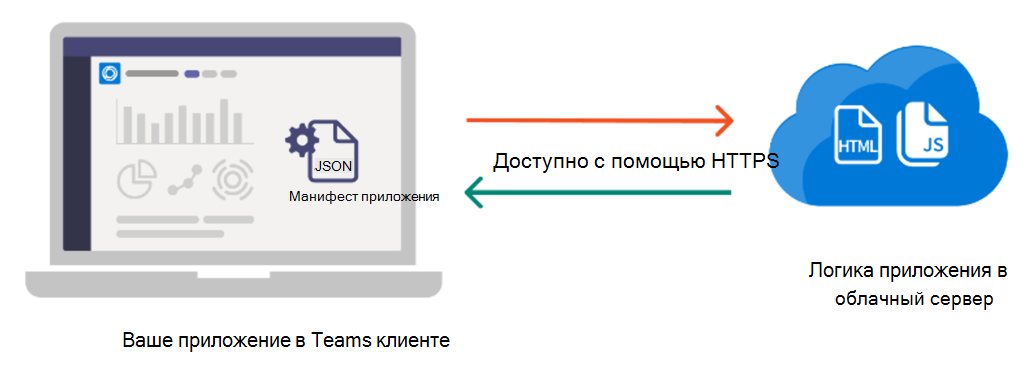 JSON
Манифест приложения
Доступно с помощью HTTPS
HTML
JS
Логика приложения в
облачный сервер
Ваше приложение в Teams клиенте